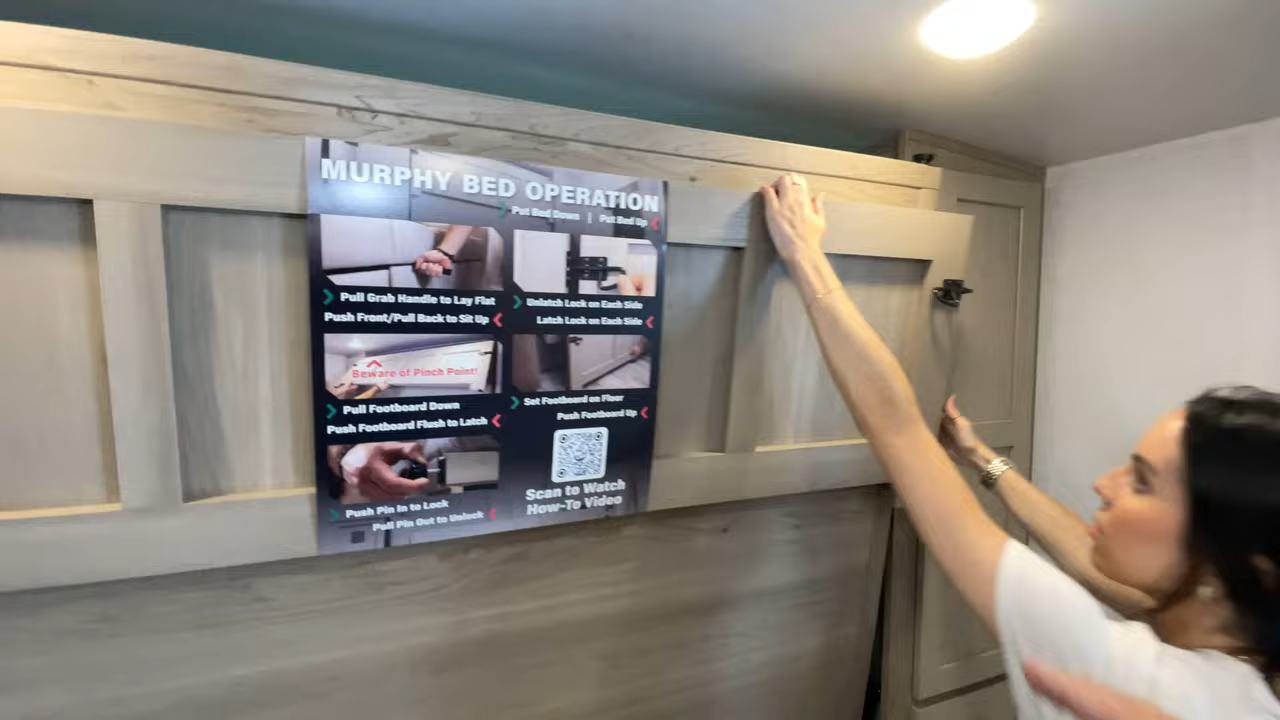 MURPHY BED OPERATION
Put Bed Down | Put Bed Up
Pull Grab Handle to Lay Flat
Push Front/Pull Back to Sit Up
Unlatch Lock on Each Side
Latch Lock on Each Side
Beware of Pinch Point!
Pull Footboard Down
Push Footboard Flush to Latch
Set Footboard on Floor
Push Footboard Up
Push Pin In to Lock
Pull Pin Out to Unlock
Scan to Watch
How-To Video